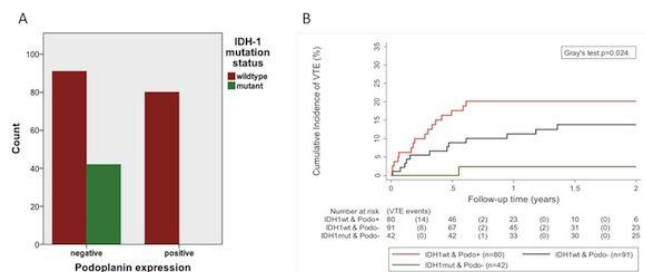 A
IDH-1
mutation
status
wildtype
mutant
100
80
60
40
20
0
Count
negative
positive
Podoplanin expression
B
Gray's test p=0.024
Cumulative Incidence of VTE (%)
35
30
25
20
15
10
5
0
0
.5
1
1.5
2
Follow-up time (years)
Number at risk (VTE events)
IDH1wt & Podo+ 80 (14) 46 (2) 23 (0) 10 (0) 6
IDH1wt & Podo- 91 (8) 67 (2) 45 (2) 31 (0) 23
IDH1mut & Podo- 42 (0) 42 (1) 33 (0) 30 (0) 25
IDH1wt & Podo+ (n=80)
IDH1wt & Podo- (n=91)
IDH1mut & Podo- (n=42)